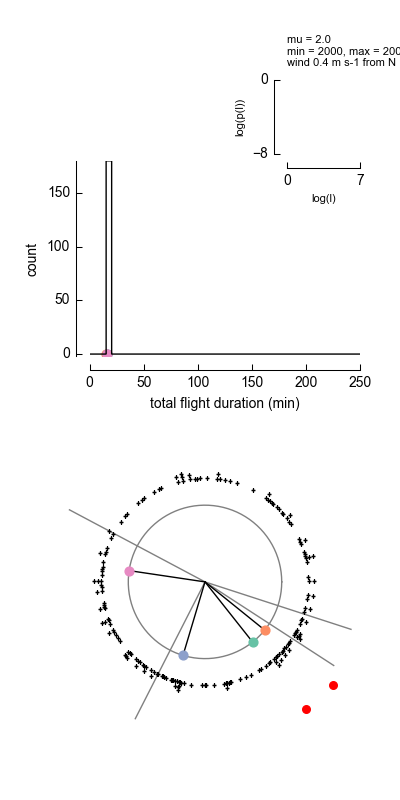 mu = 2.0
min = 2000, max = 200
wind 0.4 m s-1 from N
0
log(p(l))
−8
0 7
log(l)
150
100
50
0
count
0 50 100 150 200 250
total flight duration (min)